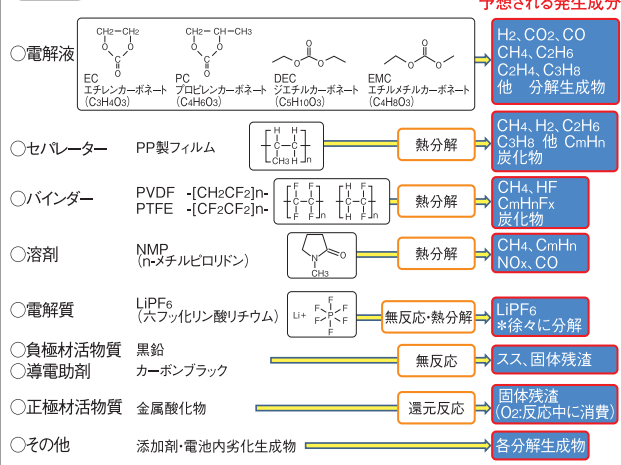 予想される発生成分
○電解液
CH2–CH2
O O
C
O
EC
エチレンカーボネート
(C3H4O3)
CH2–CH–CH3
O O
C
O
PC
プロピレンカーボネート
(C4H6O3)
O
O O
DEC
ジエチルカーボネート
(C5H10O3)
O
O O
EMC
エチルメチルカーボネート
(C4H8O3)
H2、CO2、CO
CH4、C2H6
C2H4、C3H8
他 分解生成物
○セパレーター PP製フィルム
H H
C C
CH3 H n
熱分解
CH4、H2、C2H6
C3H8 他 CmHn
炭化物
○バインダー
PVDF -[CH2CF2]n-
PTFE -[CF2CF2]n-
F F
C C
F F n
H F
C C
H F n
熱分解
CH4、HF
CmHnFx
炭化物
○溶剤
NMP
(n-メチルピロリドン)
N O
CH3
熱分解
CH4、CmHn
NOx、CO
○電解質
LiPF6
(六フッ化リン酸リチウム)
Li+
F
F F
P
F F
F
無反応・熱分解
LiPF6
*徐々に分解
○負極材活物質 黒鉛
○導電助剤 カーボンブラック
無反応
スス、固体残渣
○正極材活物質 金属酸化物
還元反応
固体残渣
(O2:反応中に消費)
○その他 添加剤・電池内劣化生成物
各分解生成物